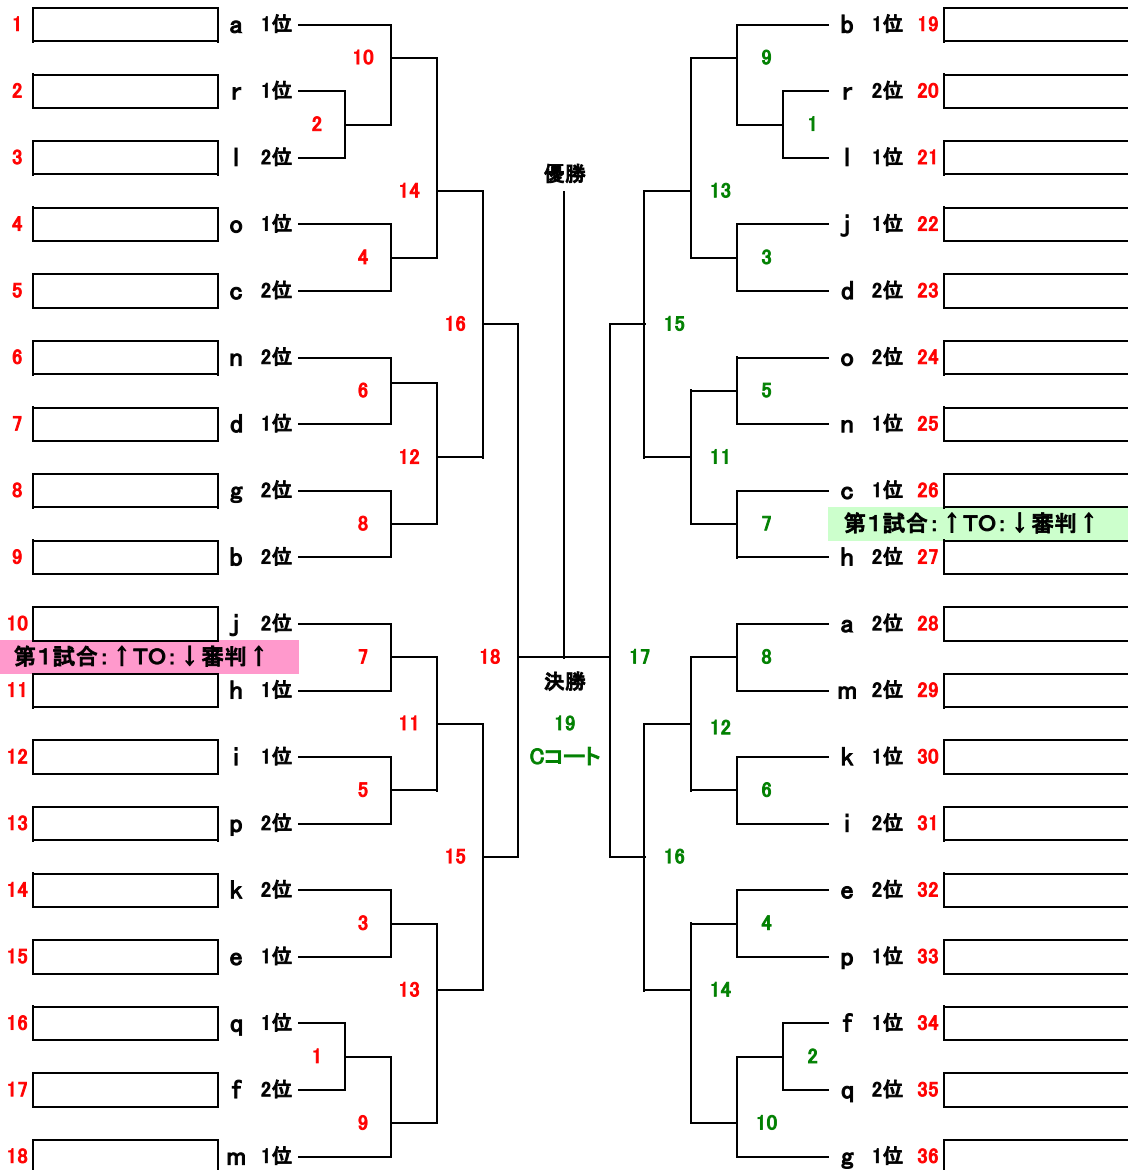 1 a 1位 b 1位 19
10 9
2 r 1位 r 2位 20
2 1
3 l 2位 l 1位 21
優勝
14 13
4 o 1位 j 1位 22
4 3
5 c 2位 d 2位 23
16 15
6 n 2位 o 2位 24
6 5
7 d 1位 n 1位 25
12 11
8 g 2位 c 1位 26
8 7 第1試合:↑TO:↓審判↑
9 b 2位 h 2位 27
10 j 2位 a 2位 28
第1試合:↑TO:↓審判↑ 7 18 17 8
決勝
11 h 1位 m 2位 29
11 19 12
12 i 1位 Cコート k 1位 30
5 6
13 p 2位 i 2位 31
15 16
14 k 2位 e 2位 32
3 4
15 e 1位 p 1位 33
13 14
16 q 1位 f 1位 34
1 2
17 f 2位 q 2位 35
9 10
18 m 1位 g 1位 36